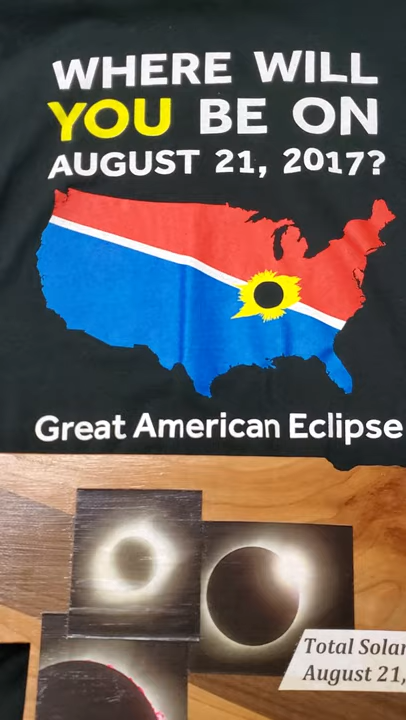 WHERE WILL
YOU BE ON
AUGUST 21, 2017?
Great American Eclipse
Total Solar
August 21,